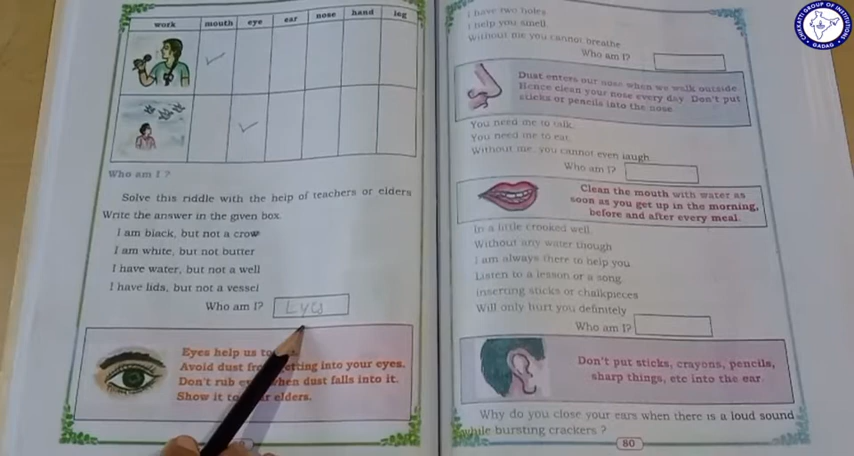 work mouth eye ear nose hand leg
Who am I ?
Solve this riddle with the help of teachers or elders
Write the answer in the given box.
I am black, but not a crow
I am white, but not butter
I have water, but not a well
I have lids, but not a vessel
Who am I? Eyes
Eyes help us to
Avoid dust from getting into your eyes.
Don't rub when dust falls into it.
Show it to elders.
I have two holes
I help you smell
Without me you cannot breathe
Who am I?
Dust enters our nose when we walk outside
Hence clean your nose every day. Don't put
sticks or pencils into the nose
You need me to talk.
You need me to eat.
Without me, you cannot even laugh
Who am I?
Clean the mouth with water as
soon as you get up in the morning,
before and after every meal.
In a little crooked well
Without any water though
I am always there to help you
Listen to a lesson or a song
Inserting sticks or chalkpieces
Will only hurt you definitely
Who am I?
Don't put sticks, crayons, pencils,
sharp things, etc into the ear.
Why do you close your ears when there is a loud sound
while bursting crackers ?
80
CHIKKATTI GROUP OF INSTITUTIONS
GADAG